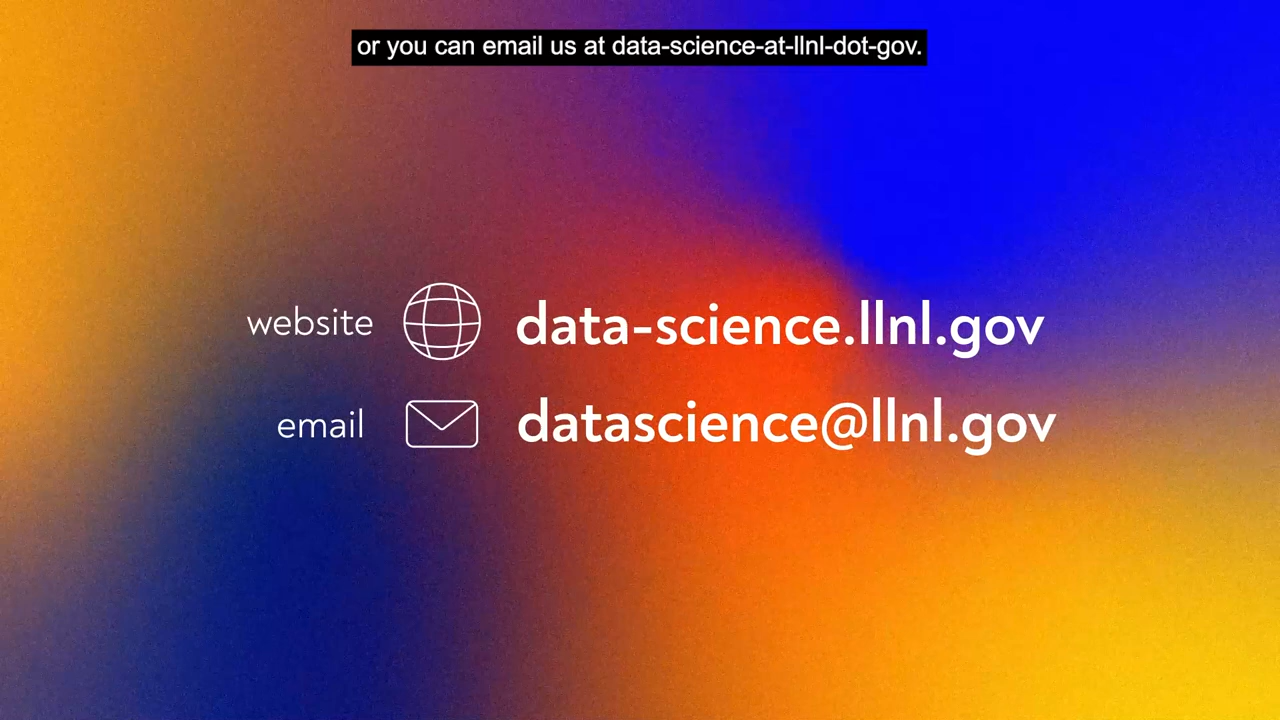 or you can email us at data-science-at-llnl-dot-gov.
website data-science.llnl.gov
email datascience@llnl.gov